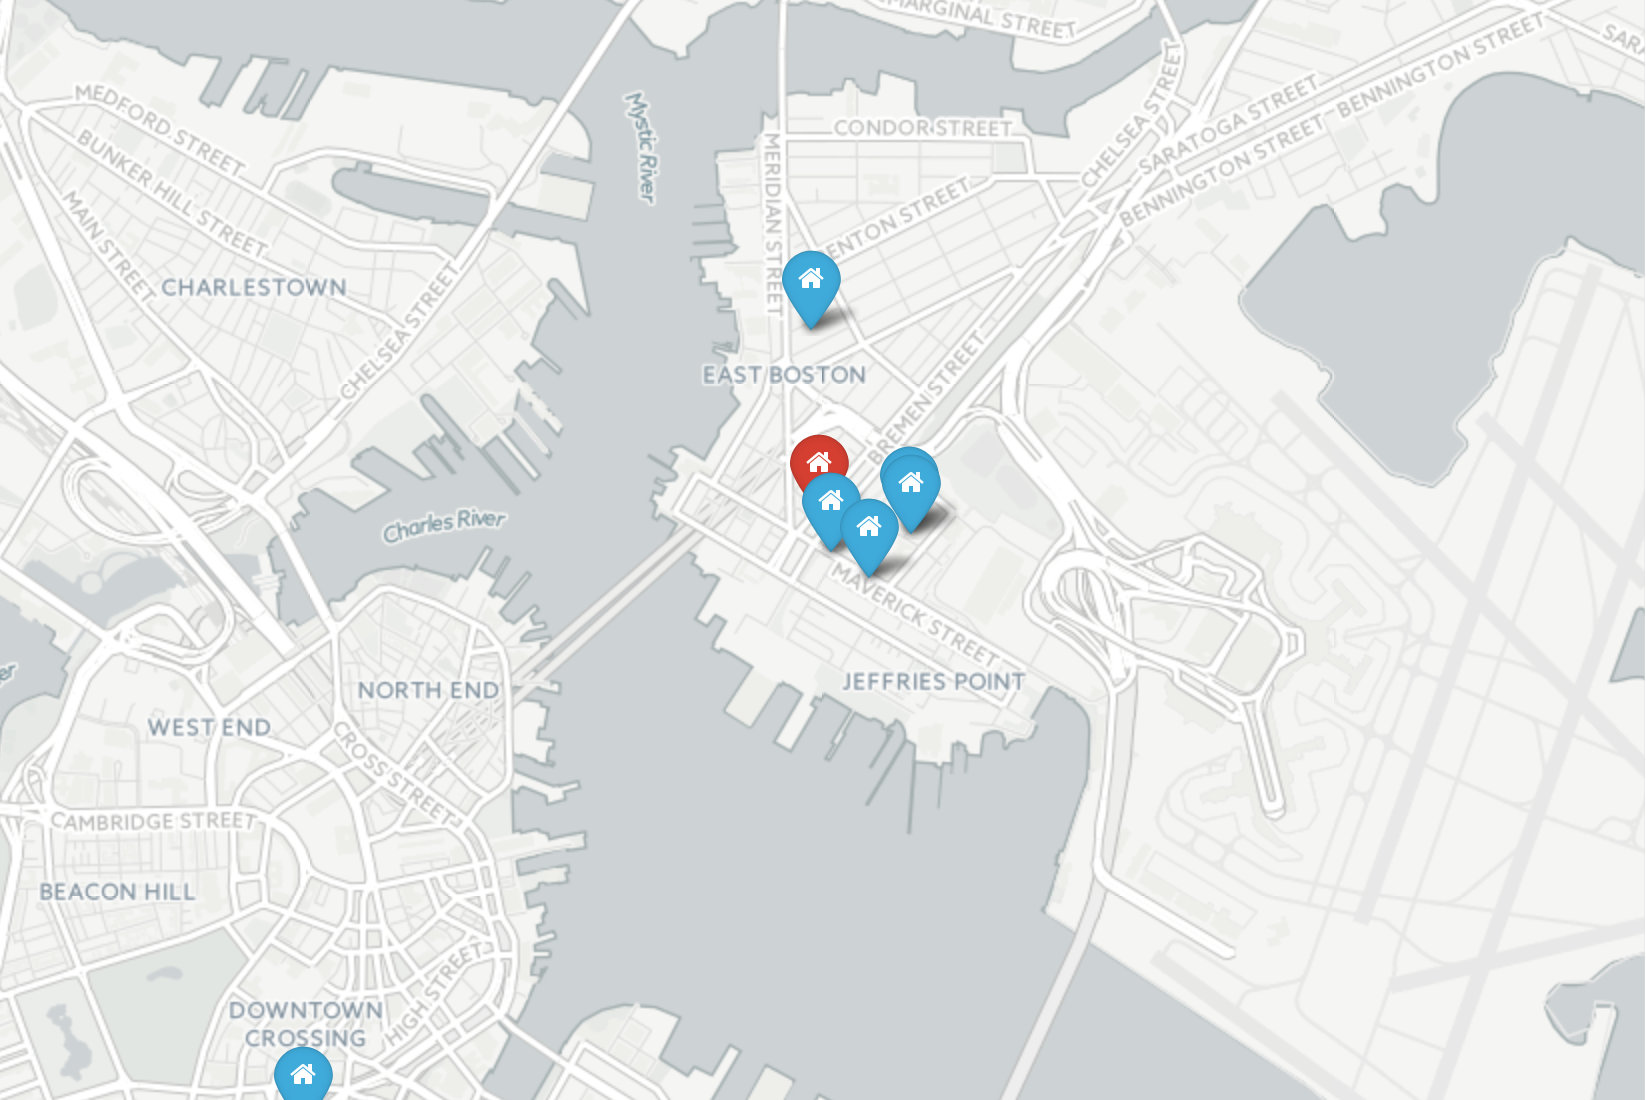 MARGINAL STREET
SARA
MEDFORD STREET
BUNKER HILL STREET
MAIN STREET
Mystic River
MERIDIAN STREET
CONDOR STREET
CHELSEA STREET
SARATOGA STREET
BENNINGTON STREET
BENNINGTON STREET
ENTON STREET
CHARLESTOWN
CHELSEA STREET
EAST BOSTON
BREMEN STREET
Charles River
MAVERICK STREET
JEFFRIES POINT
er
NORTH END
WEST END
CROSS STREET
CAMBRIDGE STREET
BEACON HILL
HIGH STREET
DOWNTOWN
CROSSING